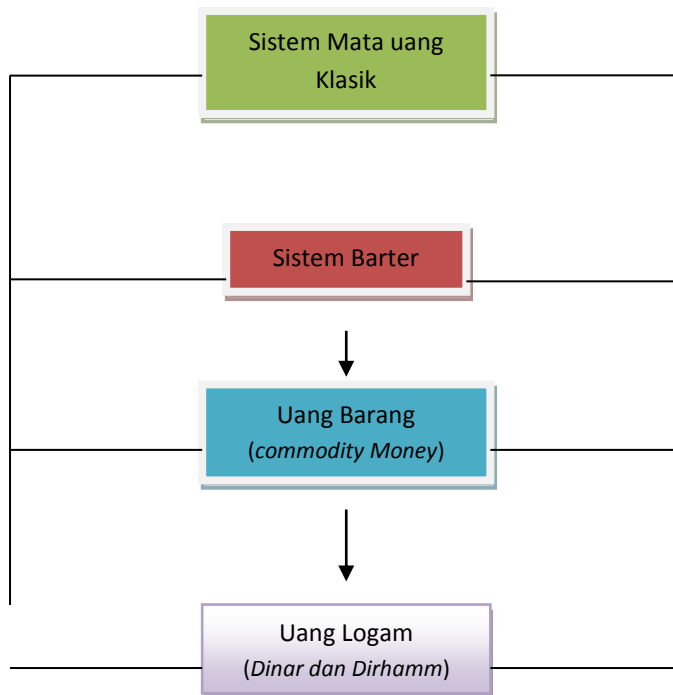 Sistem Mata uang
Klasik
Sistem Barter
Uang Barang
(commodity Money)
Uang Logam
(Dinar dan Dirhamm)